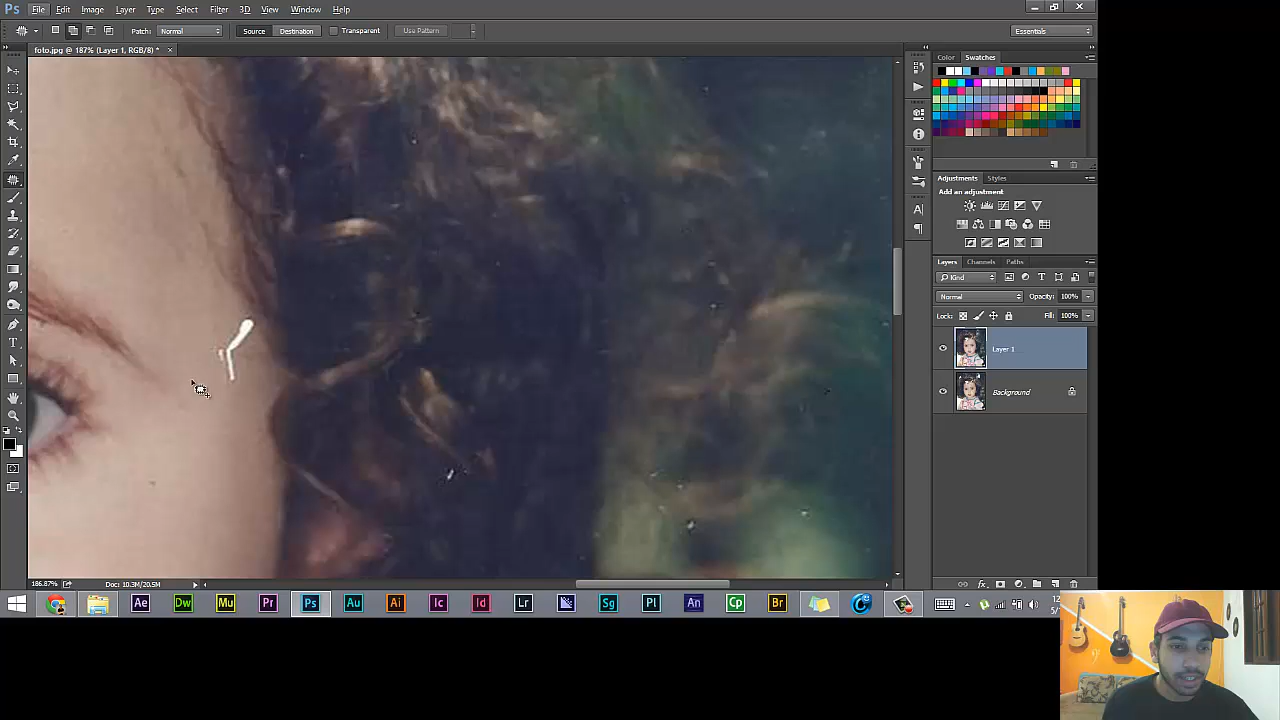 Ps File Edit Image Layer Type Select Filter 3D View Window Help
Patch: Normal Source Destination Transparent Use Pattern Essentials
foto.jpg @ 187% (Layer 1, RGB/8) *
Color Swatches
Adjustments Styles
Add an adjustment
Layers Channels Paths
Kind
Normal Opacity: 100%
Lock: Fill: 100%
Layer 1
Background
186.87% Doc: 10.3M/20.5M
fx
Ae Dw Mu Pr Ps Au Ai Ic Id Lr Sg Pl An Cp Br